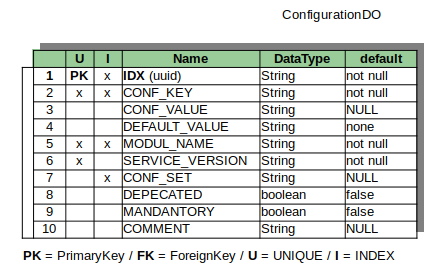 ConfigurationDO
U I Name DataType default
1 PK x IDX (uuid) String not null
2 x x CONF_KEY String not null
3 CONF_VALUE String NULL
4 DEFAULT_VALUE String none
5 x x MODUL_NAME String not null
6 x SERVICE_VERSION String not null
7 x CONF_SET String NULL
8 DEPECATED boolean false
9 MANDANTORY boolean false
10 COMMENT String NULL
PK = PrimaryKey / FK = ForeignKey / U = UNIQUE / I = INDEX